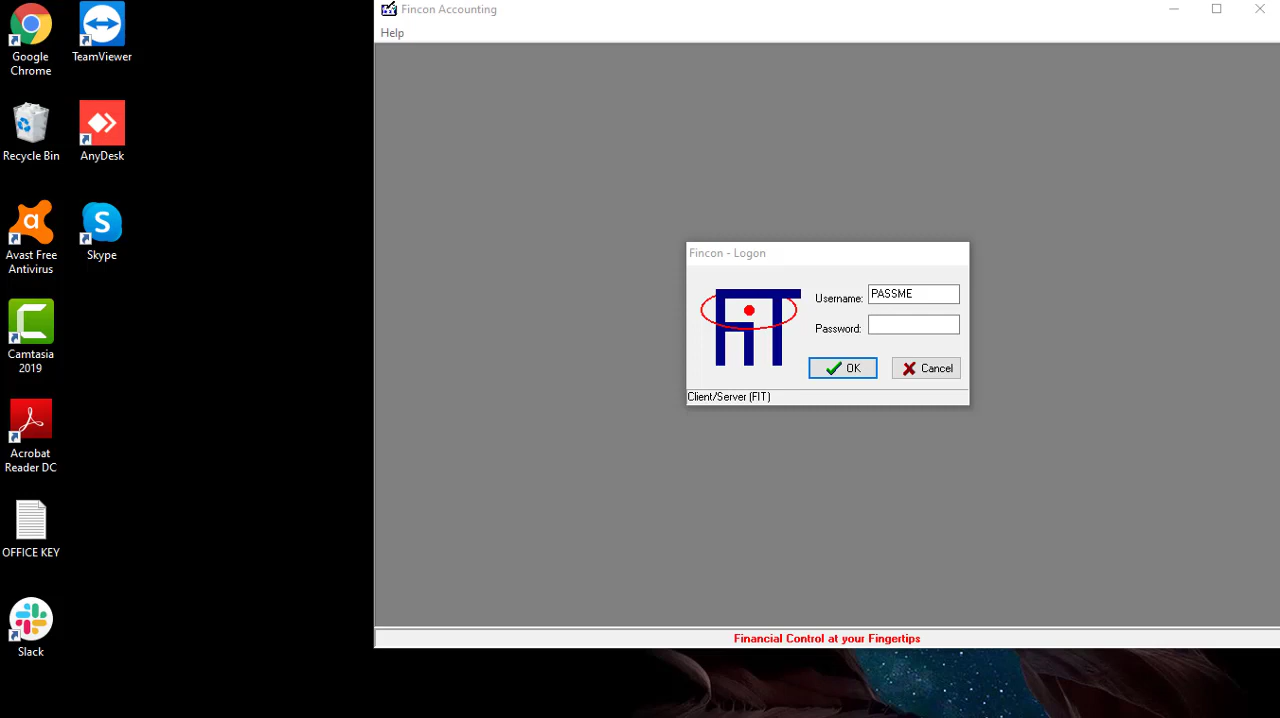 Google
Chrome
TeamViewer
Recycle Bin
AnyDesk
Avast Free
Antivirus
Skype
Camtasia
2019
Acrobat
Reader DC
OFFICE KEY
Slack
Fincon Accounting
Help
Fincon - Logon
FIT
Username: PASSME
Password:
OK Cancel
Client/Server (FIT)
Financial Control at your Fingertips